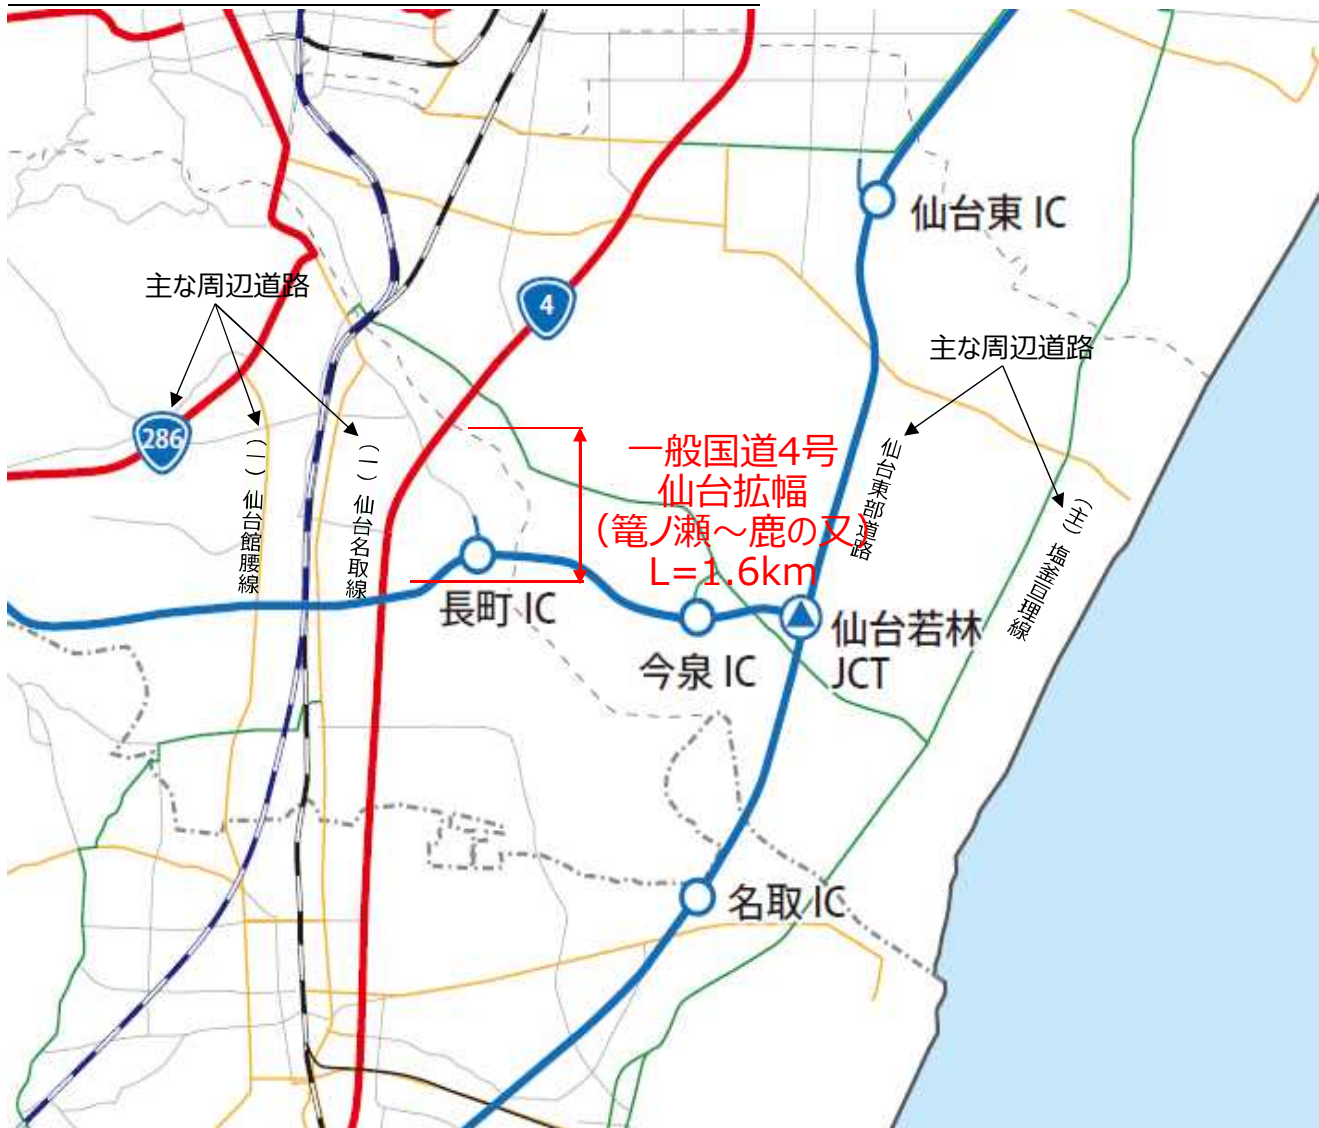 仙台東 IC
主な周辺道路
4
主な周辺道路
286
一般国道4号
仙台拡幅
（篭ノ瀬～鹿の又）
L=1.6km
（一）仙台館腰線
（一）仙台名取線
仙台東部道路
（主）塩釜亘理線
長町 IC
今泉 IC
仙台若林
JCT
名取 IC